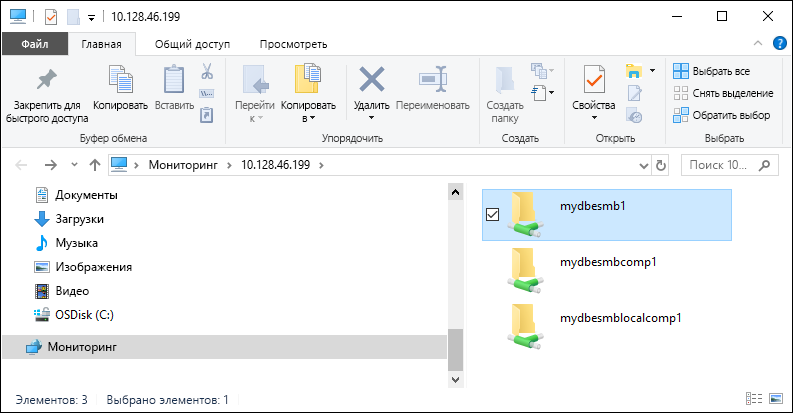 10.128.46.199
Файл Главная Общий доступ Просмотреть
Закрепить для быстрого доступа
Копировать
Вставить
Буфер обмена
Перейти к
Копировать в
Удалить
Переименовать
Упорядочить
Создать папку
Создать
Свойства
Открыть
Выбрать все
Снять выделение
Обратить выбор
Выбрать
Мониторинг 10.128.46.199
Поиск 10...
Документы
Загрузки
Музыка
Изображения
Видео
OSDisk (C:)
Мониторинг
mydbesmb1
mydbesmbcomp1
mydbesmblocalcomp1
Элементов: 3 Выбрано элементов: 1